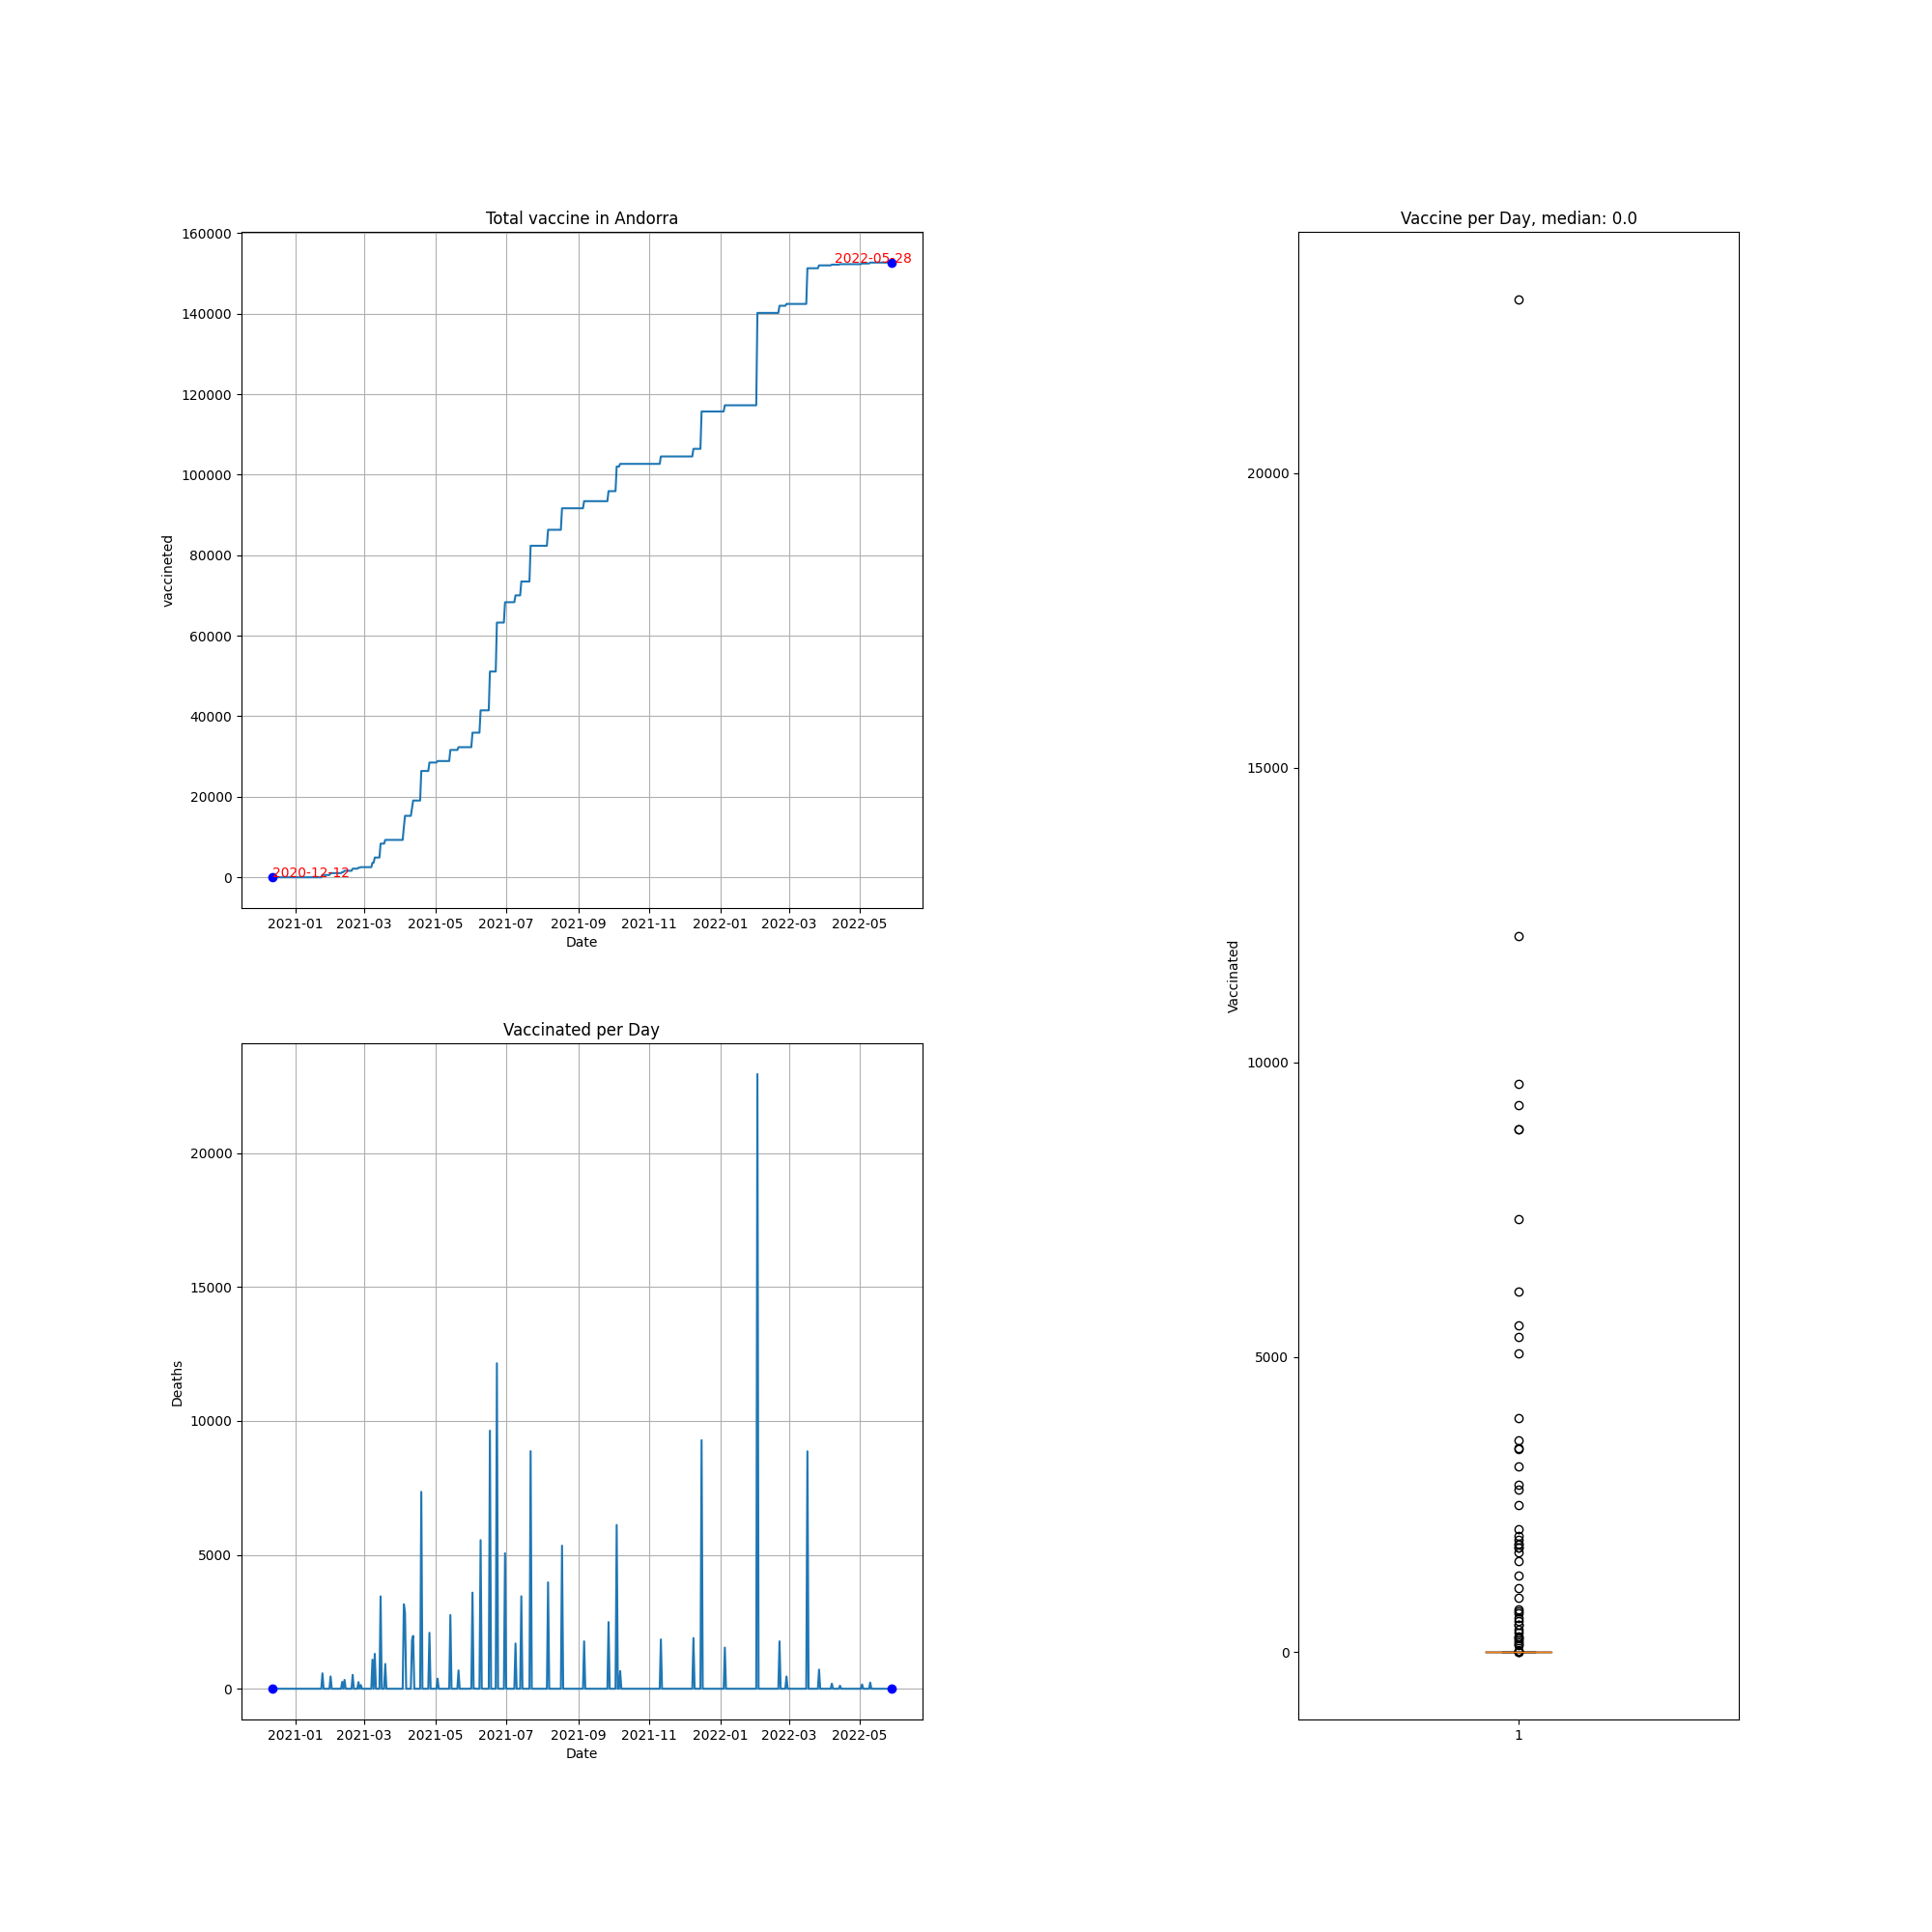 Total vaccine in Andorra
160000
140000
120000
100000
80000
60000
40000
20000
0
vaccineted
2022-05-28
2020-12-12
2021-01 2021-03 2021-05 2021-07 2021-09 2021-11 2022-01 2022-03 2022-05
Date
Vaccinated per Day
20000
15000
10000
5000
0
Deaths
2021-01 2021-03 2021-05 2021-07 2021-09 2021-11 2022-01 2022-03 2022-05
Date
Vaccine per Day, median: 0.0
20000
15000
10000
5000
0
Vaccinated
1